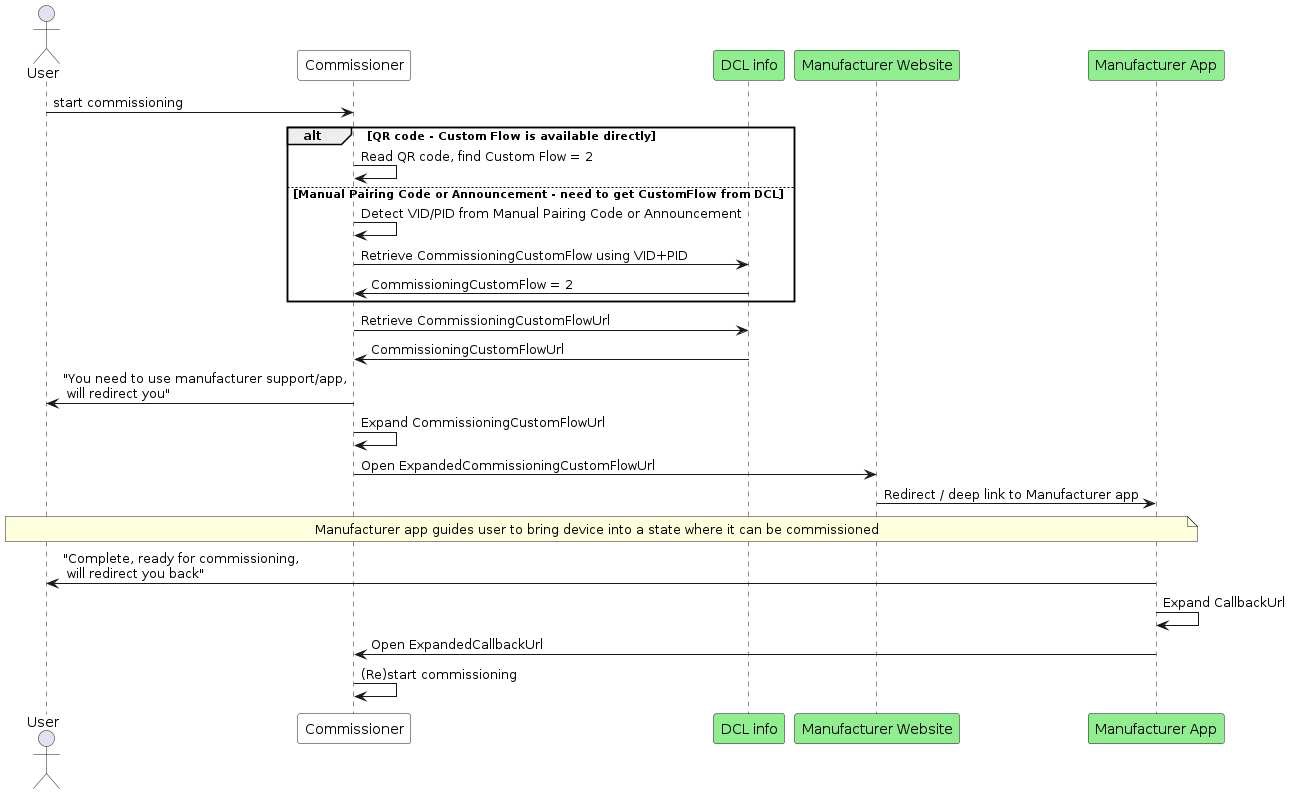 User
Commissioner
DCL info
Manufacturer Website
Manufacturer App
start commissioning
alt
[QR code - Custom Flow is available directly]
Read QR code, find Custom Flow = 2
[Manual Pairing Code or Announcement - need to get CustomFlow from DCL]
Detect VID/PID from Manual Pairing Code or Announcement
Retrieve CommissioningCustomFlow using VID+PID
CommissioningCustomFlow = 2
Retrieve CommissioningCustomFlowUrl
CommissioningCustomFlowUrl
"You need to use manufacturer support/app,
will redirect you"
Expand CommissioningCustomFlowUrl
Open ExpandedCommissioningCustomFlowUrl
Redirect / deep link to Manufacturer app
Manufacturer app guides user to bring device into a state where it can be commissioned
"Complete, ready for commissioning,
will redirect you back"
Expand CallbackUrl
Open ExpandedCallbackUrl
(Re)start commissioning
User
Commissioner
DCL info
Manufacturer Website
Manufacturer App